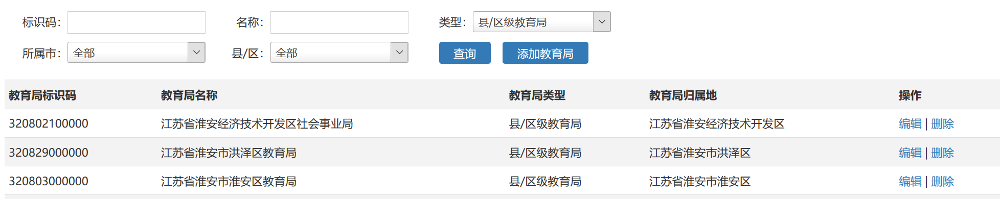 标识码： 名称： 类型： 县/区级教育局
所属市： 全部 县/区： 全部 查询 添加教育局
教育局标识码 教育局名称 教育局类型 教育局归属地 操作
320802100000 江苏省淮安经济技术开发区社会事业局 县/区级教育局 江苏省淮安经济技术开发区 编辑 | 删除
320829000000 江苏省淮安市洪泽区教育局 县/区级教育局 江苏省淮安市洪泽区 编辑 | 删除
320803000000 江苏省淮安市淮安区教育局 县/区级教育局 江苏省淮安市淮安区 编辑 | 删除